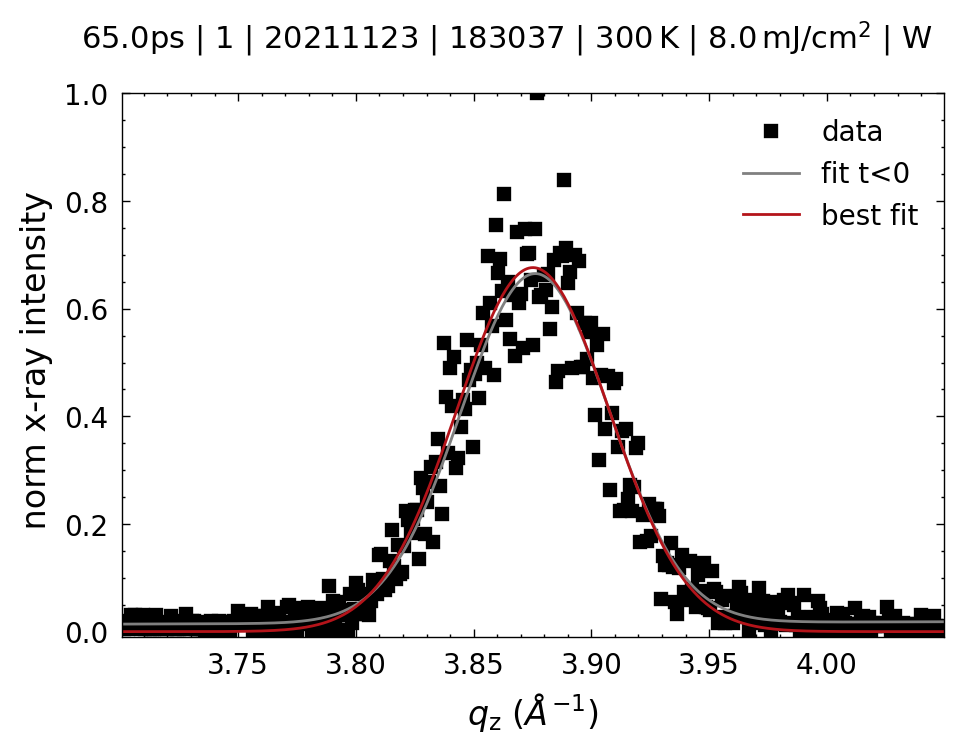 65.0ps | 1 | 20211123 | 183037 | 300 K | 8.0 mJ/cm² | W
1.0
data
fit t<0
0.8
best fit
norm x-ray intensity
0.6
0.4
0.2
0.0
3.75 3.80 3.85 3.90 3.95 4.00
q_z (Å⁻¹)